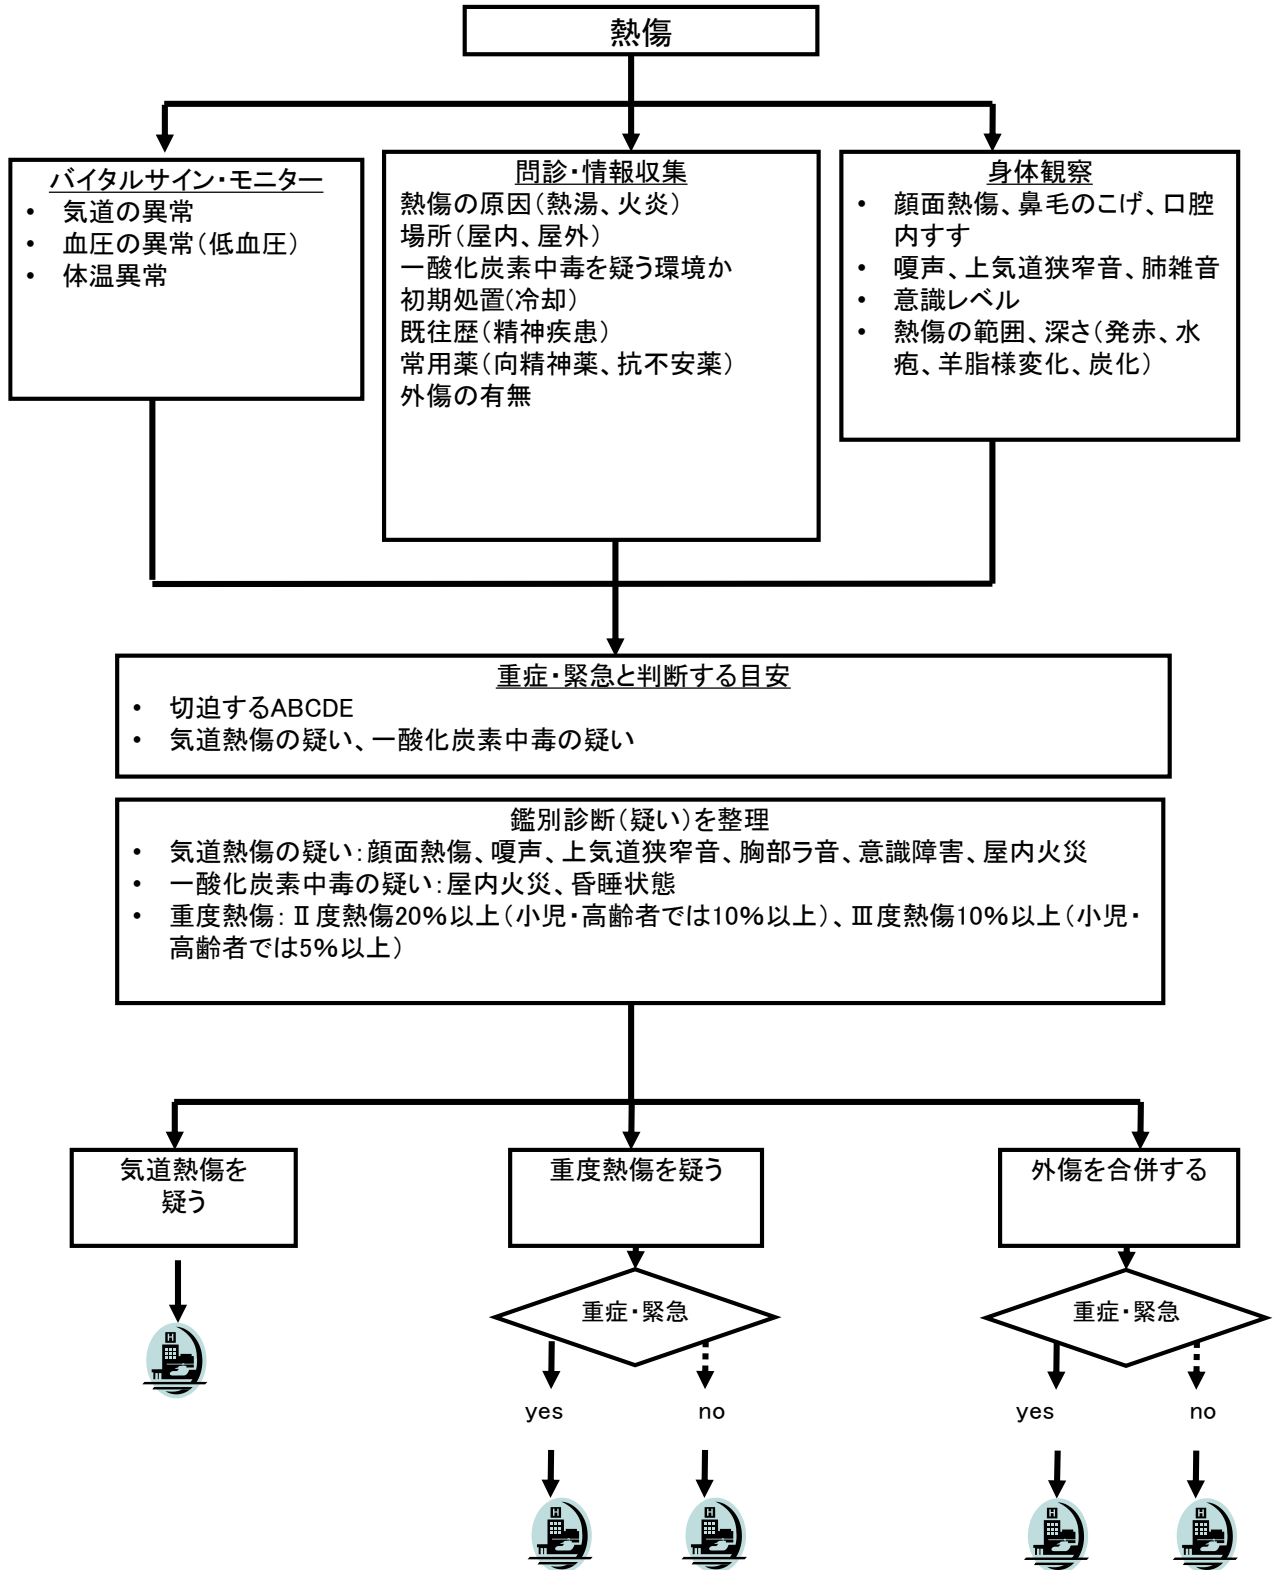 熱傷
バイタルサイン・モニター
• 気道の異常
• 血圧の異常(低血圧)
• 体温異常
問診・情報収集
熱傷の原因(熱湯、火炎)
場所(屋内、屋外)
一酸化炭素中毒を疑う環境か
初期処置(冷却)
既往歴(精神疾患)
常用薬(向精神薬、抗不安薬)
外傷の有無
身体観察
• 顔面熱傷、鼻毛のこげ、口腔
内すす
• 嗄声、上気道狭窄音、肺雑音
• 意識レベル
• 熱傷の範囲、深さ(発赤、水
疱、羊脂様変化、炭化)
重症・緊急と判断する目安
• 切迫するABCDE
• 気道熱傷の疑い、一酸化炭素中毒の疑い
鑑別診断(疑い)を整理
• 気道熱傷の疑い:顔面熱傷、嗄声、上気道狭窄音、胸部ラ音、意識障害、屋内火災
• 一酸化炭素中毒の疑い:屋内火災、昏睡状態
• 重度熱傷:Ⅱ度熱傷20%以上(小児・高齢者では10%以上)、Ⅲ度熱傷10%以上(小児・
高齢者では5%以上)
気道熱傷を
疑う
重度熱傷を疑う
外傷を合併する
重症・緊急
重症・緊急
yes
no
yes
no
H
H
H
H
H